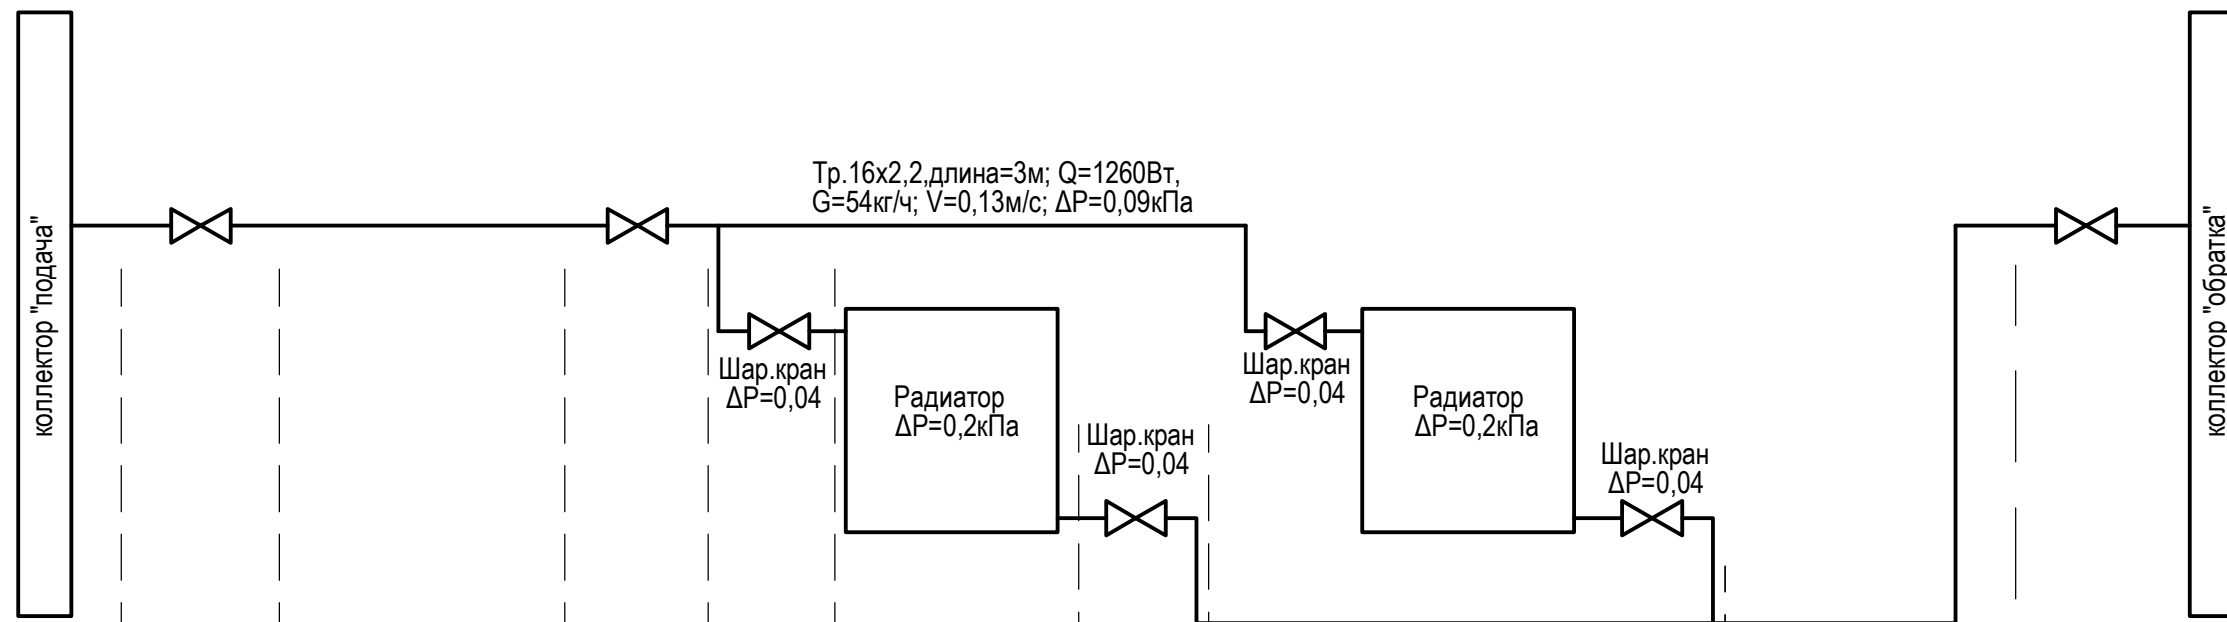 коллектор "подача"
Тр.16х2,2,длина=3м; Q=1260Вт,
G=54кг/ч; V=0,13м/с; ΔP=0,09кПа
коллектор "обратка"
Шар.кран
ΔP=0,04
Радиатор
ΔP=0,2кПа
Шар.кран
ΔP=0,04
Шар.кран
ΔP=0,04
Радиатор
ΔP=0,2кПа
Шар.кран
ΔP=0,04